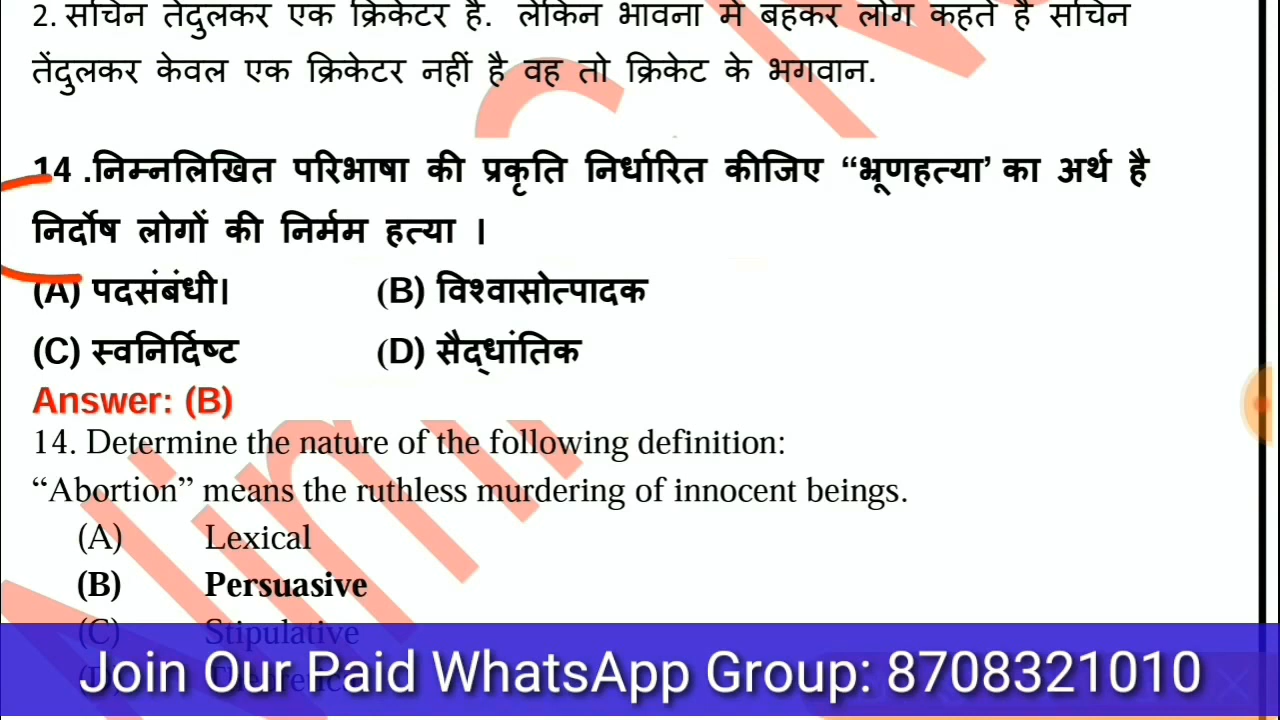 2. सचिन तेंदुलकर एक क्रिकेटर है. लेकिन भावना में बहकर लोग कहते है सचिन
तेंदुलकर केवल एक क्रिकेटर नहीं है वह तो क्रिकेट के भगवान.
14 .निम्नलिखित परिभाषा की प्रकृति निर्धारित कीजिए “भ्रूणहत्या’ का अर्थ है
निर्दोष लोगों की निर्मम हत्या ।
(A) पदसंबंधी। (B) विश्वासोत्पादक
(C) स्वनिर्दिष्ट (D) सैद्धांतिक
Answer: (B)
14. Determine the nature of the following definition:
“Abortion” means the ruthless murdering of innocent beings.
(A) Lexical
(B) Persuasive
(C) Stipulative
Join Our Paid WhatsApp Group: 8708321010